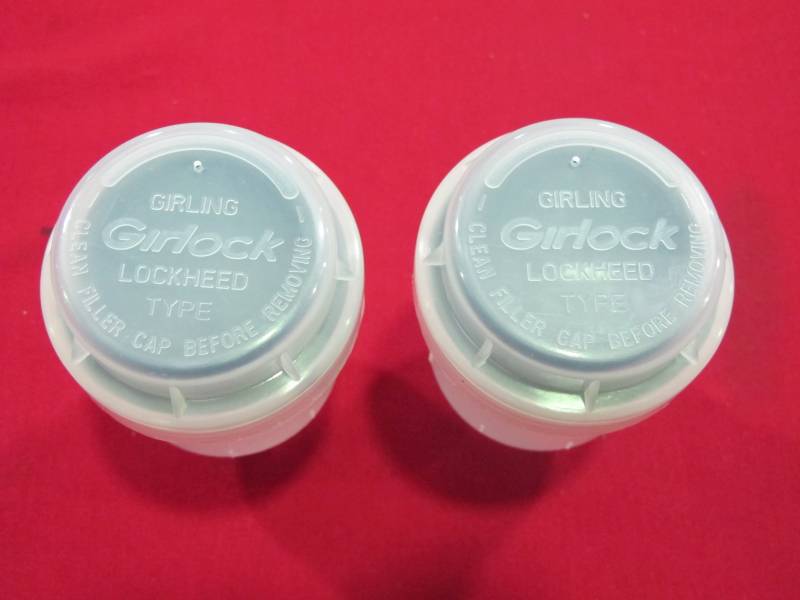 GIRLING
Girlock
LOCKHEED
TYPE
CLEAN FILLER CAP BEFORE REMOVING
GIRLING
Girlock
LOCKHEED
TYPE
CLEAN FILLER CAP BEFORE REMOVING